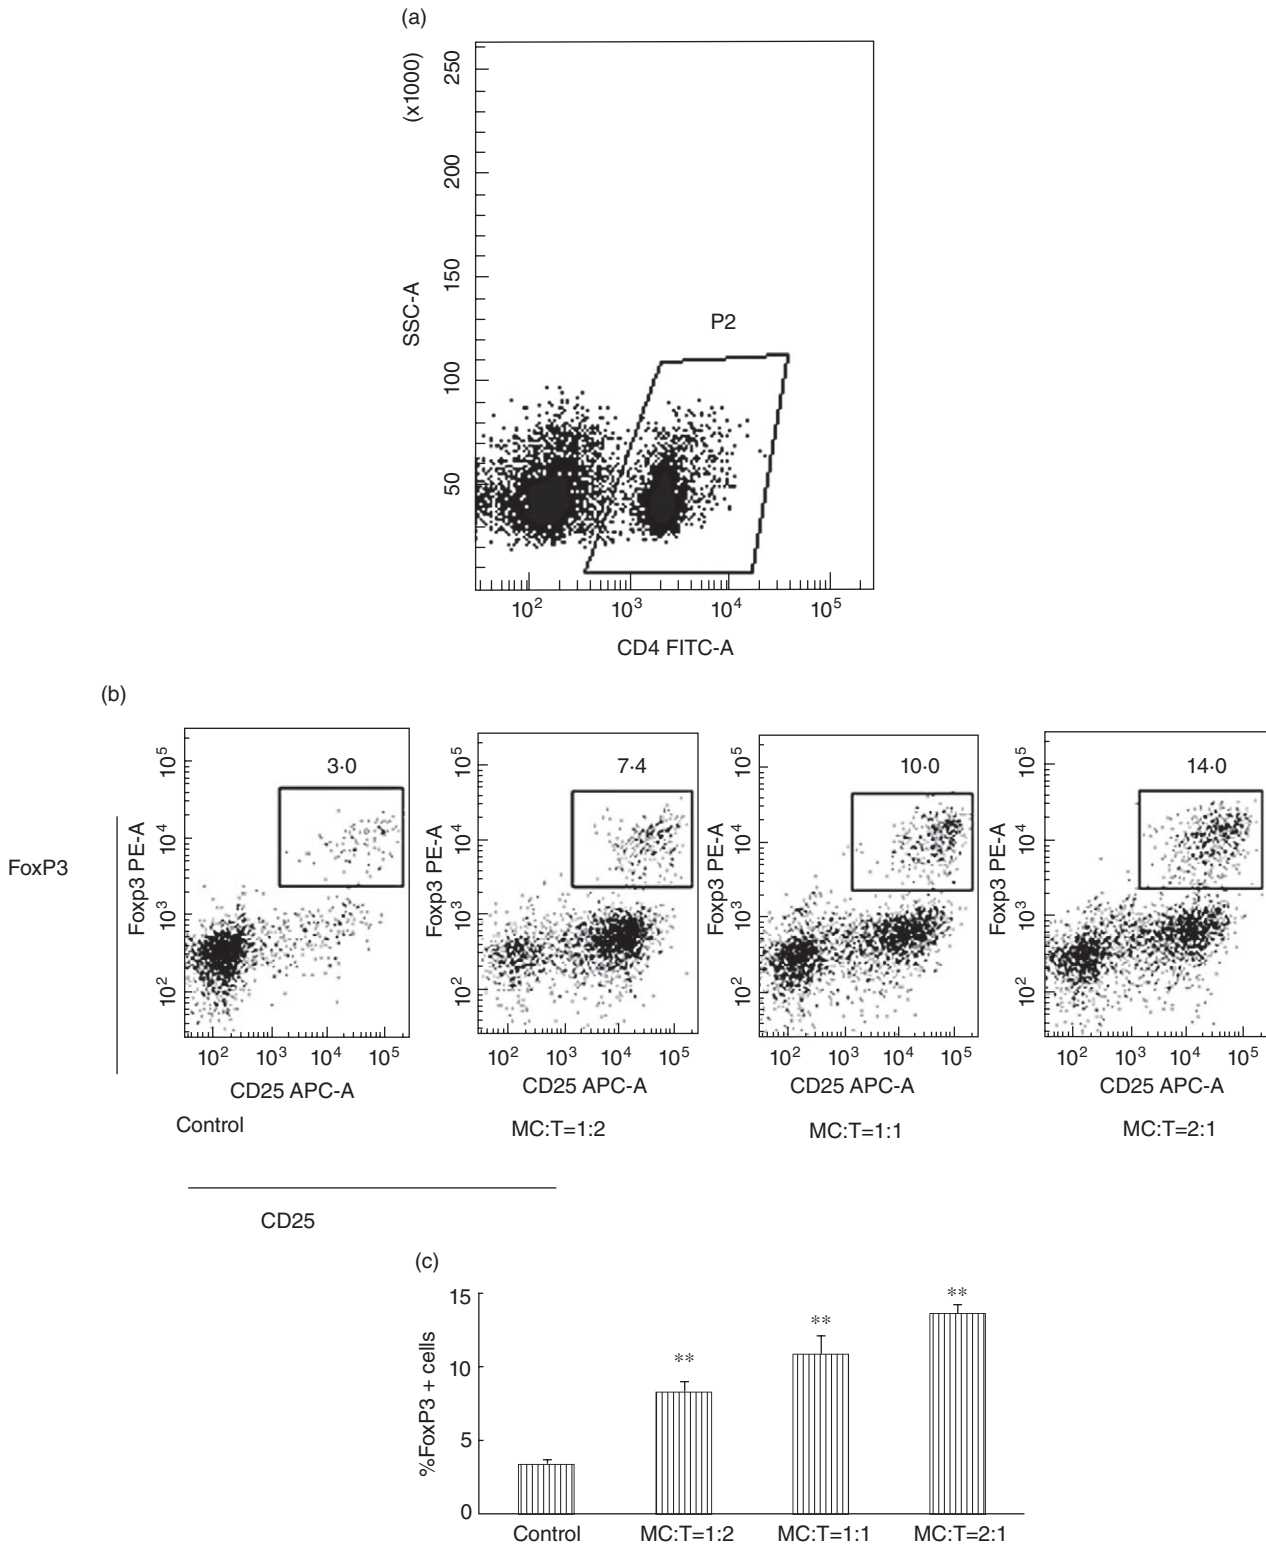 (a)
(x1000)
250
200
150
100
50
SSC-A
P2
10² 10³ 10⁴ 10⁵
CD4 FITC-A
(b)
FoxP3
3·0
10⁵
10⁴
10³
10²
Foxp3 PE-A
10² 10³ 10⁴ 10⁵
CD25 APC-A
Control
7·4
10⁵
10⁴
10³
10²
Foxp3 PE-A
10² 10³ 10⁴ 10⁵
CD25 APC-A
MC:T=1:2
10·0
10⁵
10⁴
10³
10²
Foxp3 PE-A
10² 10³ 10⁴ 10⁵
CD25 APC-A
MC:T=1:1
14·0
10⁵
10⁴
10³
10²
Foxp3 PE-A
10² 10³ 10⁴ 10⁵
CD25 APC-A
MC:T=2:1
CD25
(c)
15
10
5
0
%FoxP3 + cells
**
**
**
Control MC:T=1:2 MC:T=1:1 MC:T=2:1